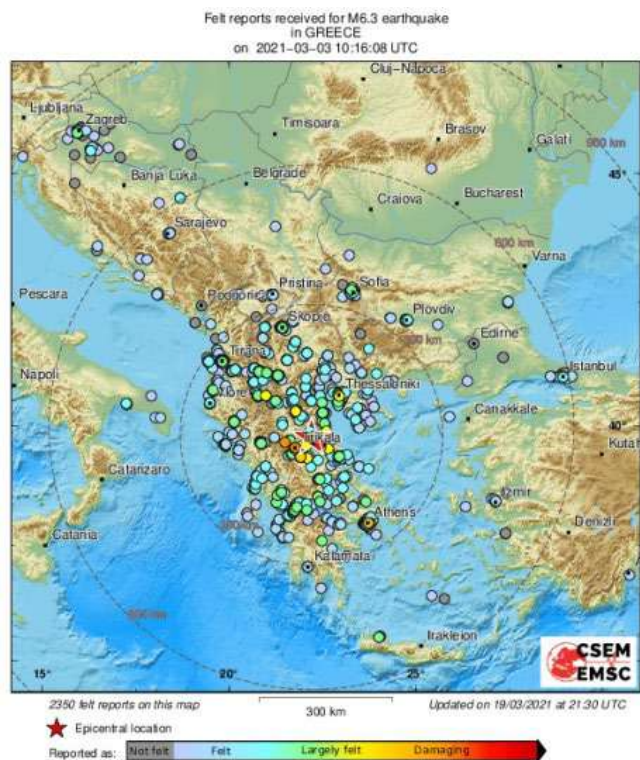 Felt reports received for M6.3 earthquake
in GREECE
on 2021-03-03 10:16:08 UTC
Cluj-Napoca
Ljubljana
Zagreb
Timisoara
Brasov
Galati
900 km
45°
Banja Luka
Belgrade
Bucharest
Craiova
Sarajevo
600 km
Varna
Pristina
Sofia
Pescara
Podgorica
Plovdiv
Skopje
Edirne
Tirana
Istanbul
Napoli
Vlore
Thessaloniki
Canakkale
40°
Trikala
Catanzaro
Izmir
Athens
Denizli
Catania
Kalamata
Irakleion
CSEM
EMSC
15°
20°
25°
2350 felt reports on this map
Updated on 19/03/2021 at 21:30 UTC
300 km
Epicentral location
Reported as:
Not felt
Felt
Largely felt
Damaging